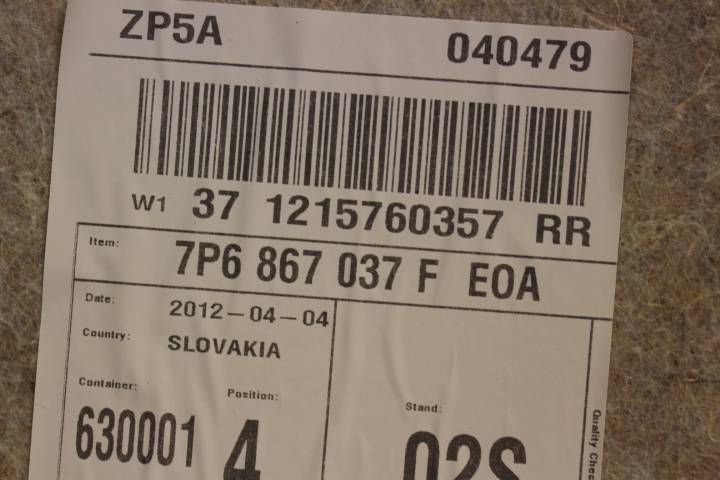 ZP5A 040479
W1 37 1215760357 RR
Item: 7P6 867 037 F EOA
Date: 2012-04-04
Country: SLOVAKIA
Container: Position: Stand:
630001 4 02S
Quality